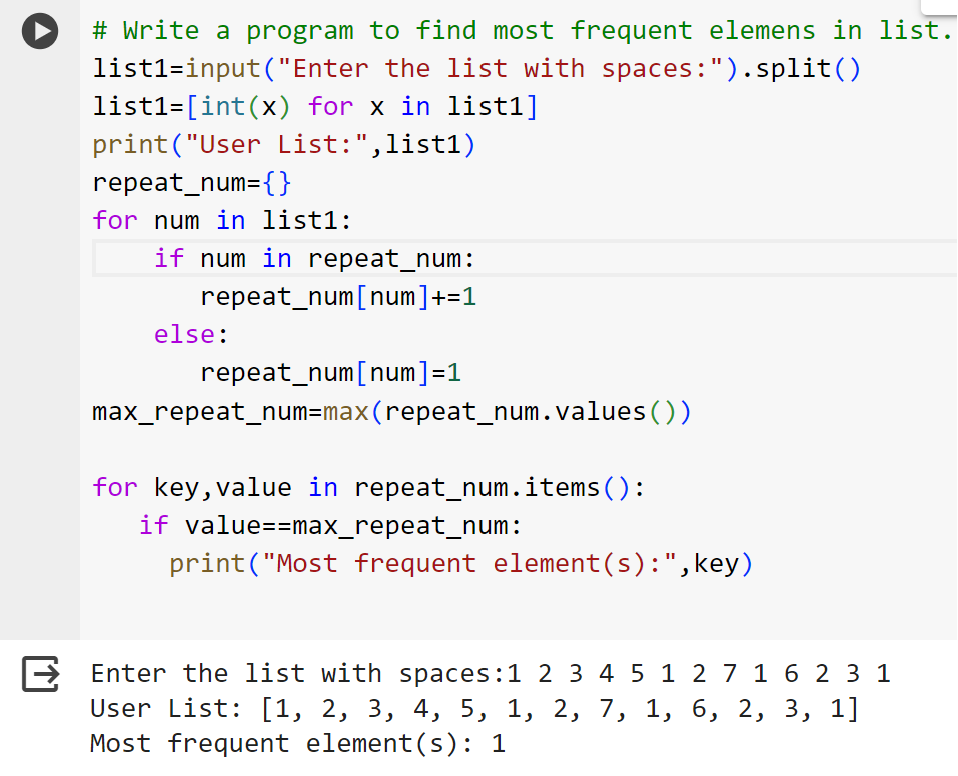 # Write a program to find most frequent elemens in list.
list1=input("Enter the list with spaces:").split()
list1=[int(x) for x in list1]
print("User List:",list1)
repeat_num={}
for num in list1:
    if num in repeat_num:
       repeat_num[num]+=1
    else:
       repeat_num[num]=1
max_repeat_num=max(repeat_num.values())
for key,value in repeat_num.items():
   if value==max_repeat_num:
     print("Most frequent element(s):",key)
Enter the list with spaces:1 2 3 4 5 1 2 7 1 6 2 3 1
User List: [1, 2, 3, 4, 5, 1, 2, 7, 1, 6, 2, 3, 1]
Most frequent element(s): 1